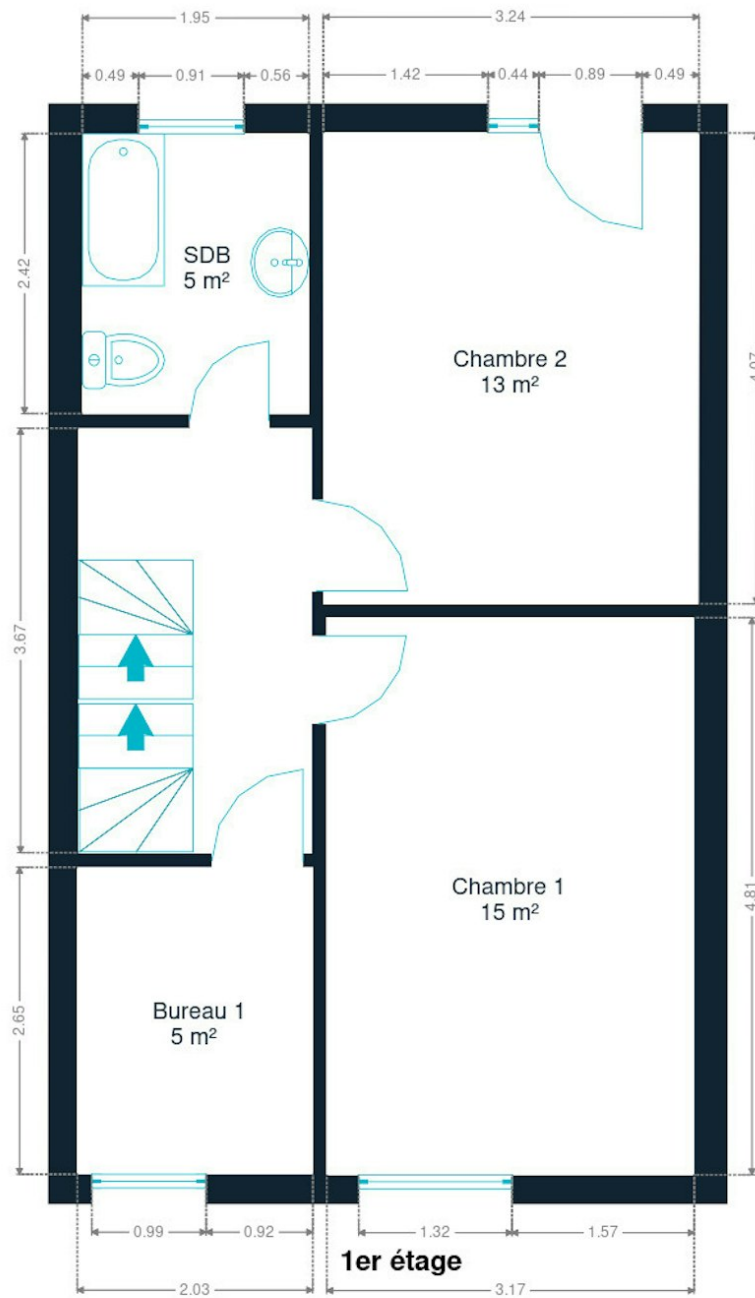 1.95
3.24
0.49
0.91
0.56
1.42
0.44
0.89
0.49
2.42
SDB
5 m²
Chambre 2
13 m²
4.07
3.67
Chambre 1
15 m²
4.81
2.65
Bureau 1
5 m²
0.99
0.92
1.32
1.57
1er étage
2.03
3.17